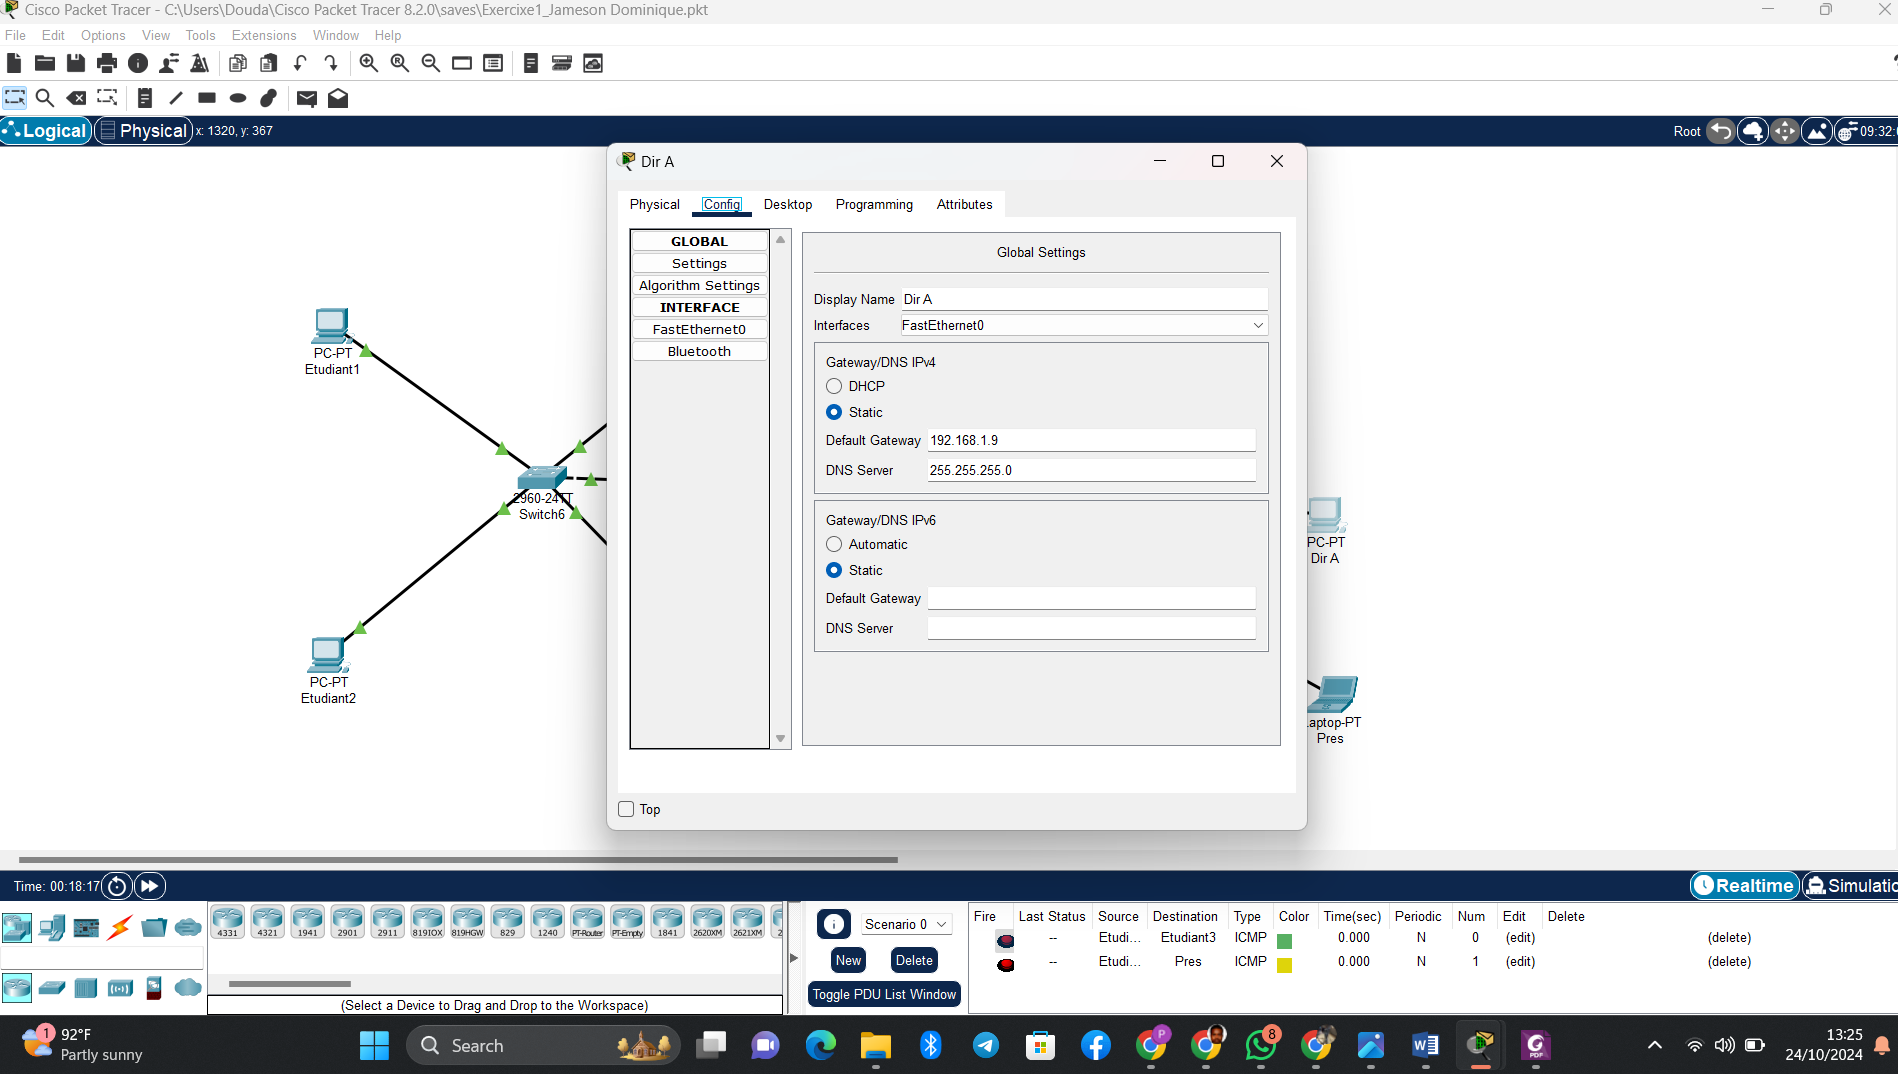 Cisco Packet Tracer - C:\Users\Douda\Cisco Packet Tracer 8.2.0\saves\Exercixe1_Jameson Dominique.pkt
File Edit Options View Tools Extensions Window Help
Logical Physical x: 1320, y: 367 Root 09:32:
Dir A
Physical Config Desktop Programming Attributes
GLOBAL
Settings
Algorithm Settings
INTERFACE
FastEthernet0
Bluetooth
Global Settings
Display Name Dir A
Interfaces FastEthernet0
Gateway/DNS IPv4
DHCP
Static
Default Gateway 192.168.1.9
DNS Server 255.255.255.0
Gateway/DNS IPv6
Automatic
Static
Default Gateway
DNS Server
Top
PC-PT
Etudiant1
2960-24TT
Switch6
PC-PT
Etudiant2
PC-PT
Dir A
aptop-PT
Pres
Time: 00:18:17 Realtime Simulatio
4331 4321 1941 2901 2911 819IOX 819HGW 829 1240 PT-Router PT-Empty 1841 2620XM 2621XM 2
(Select a Device to Drag and Drop to the Workspace)
Scenario 0
New Delete
Toggle PDU List Window
Fire Last Status Source Destination Type Color Time(sec) Periodic Num Edit Delete
-- Etudi... Etudiant3 ICMP 0.000 N 0 (edit) (delete)
-- Etudi... Pres ICMP 0.000 N 1 (edit) (delete)
1 92°F
Partly sunny
Search
P
8
PDF
13:25
24/10/2024